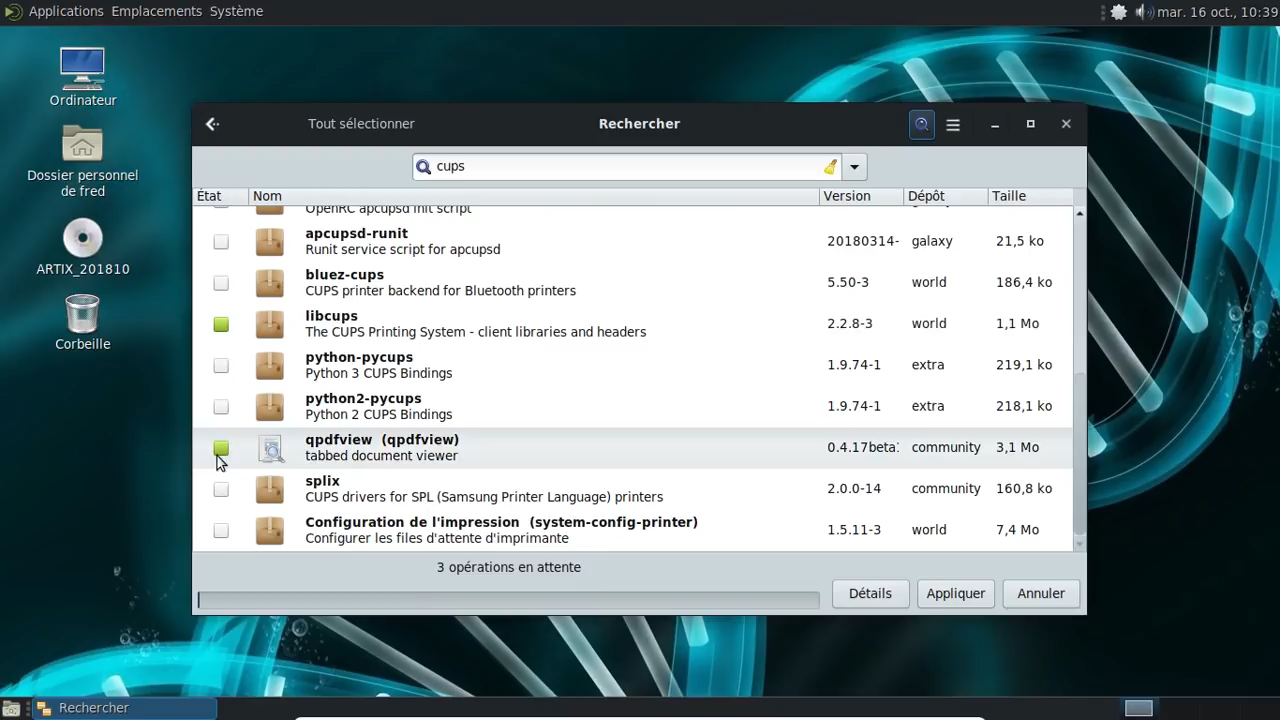 Applications Emplacements Système
mar. 16 oct., 10:39
Ordinateur
Dossier personnel
de fred
ARTIX_201810
Corbeille
Tout sélectionner
Rechercher
cups
État Nom Version Dépôt Taille
OpenRC apcupsd init script
apcupsd-runit
Runit service script for apcupsd
20180314- galaxy 21,5 ko
bluez-cups
CUPS printer backend for Bluetooth printers
5.50-3 world 186,4 ko
libcups
The CUPS Printing System - client libraries and headers
2.2.8-3 world 1,1 Mo
python-pycups
Python 3 CUPS Bindings
1.9.74-1 extra 219,1 ko
python2-pycups
Python 2 CUPS Bindings
1.9.74-1 extra 218,1 ko
qpdfview (qpdfview)
tabbed document viewer
0.4.17beta1 community 3,1 Mo
splix
CUPS drivers for SPL (Samsung Printer Language) printers
2.0.0-14 community 160,8 ko
Configuration de l'impression (system-config-printer)
Configurer les files d'attente d'imprimante
1.5.11-3 world 7,4 Mo
3 opérations en attente
Détails Appliquer Annuler
Rechercher